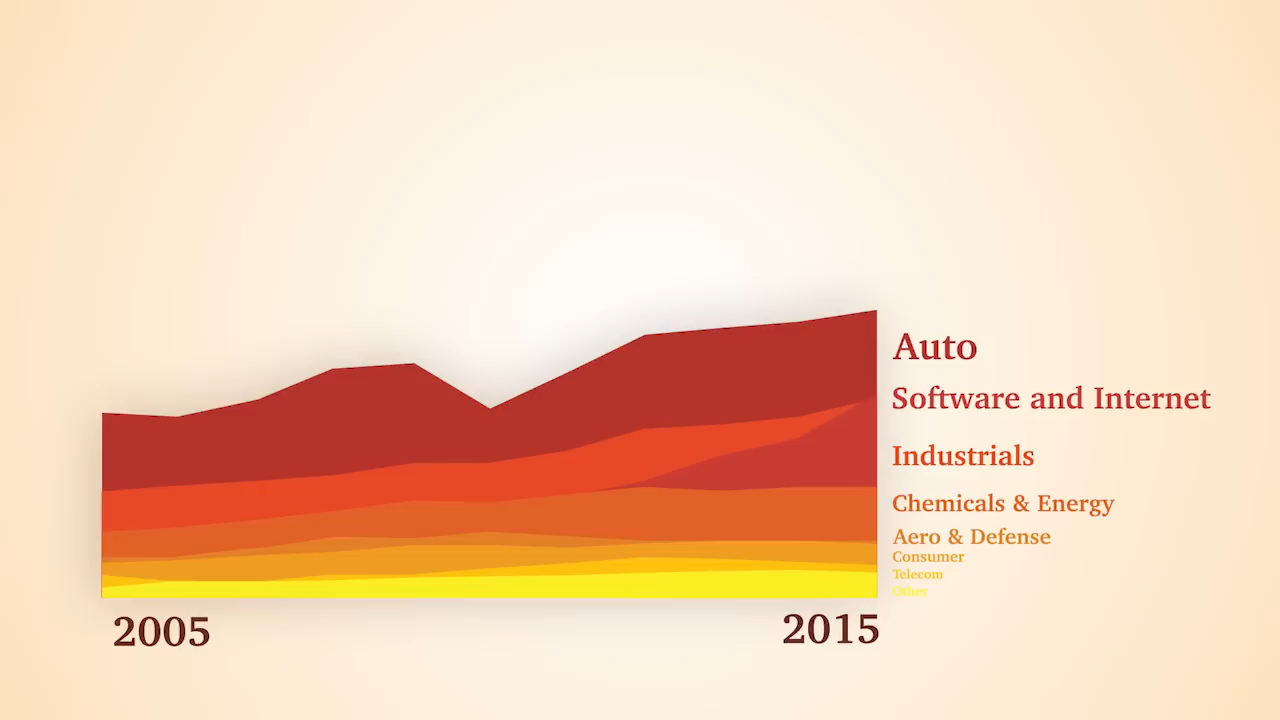 Auto
Software and Internet
Industrials
Chemicals & Energy
Aero & Defense
Consumer
Telecom
Other
2005
2015